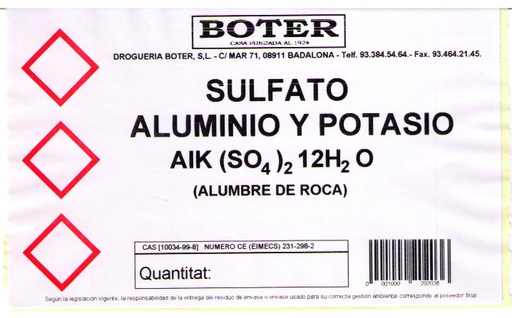 BOTER
CASA FUNDADA AL 1924
DROGUERIA BOTER, S,L. - C/ MAR 71, 08911 BADALONA - Telf. 93.384.54.64.- Fax. 93.464.21.45.
SULFATO
ALUMINIO Y POTASIO
AIK (SO4 )2 12H2 O
(ALUMBRE DE ROCA)
CAS [10034-99-8] NUMERO CE (EIMECS) 231-298-2
Quantitat:
Según la legislación vigente, la responsabilidad de la entrega del residuo de envase o envase usado para su correcta gestión ambiental corresponde al poseedor final.